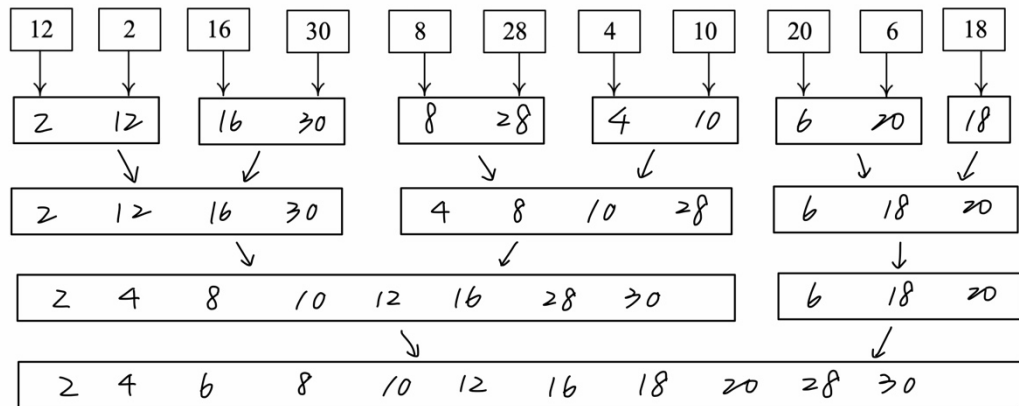 12 2 16 30 8 28 4 10 20 6 18
2 12 16 30 8 28 4 10 6 20 18
2 12 16 30 4 8 10 28 6 18 20
2 4 8 10 12 16 28 30 6 18 20
2 4 6 8 10 12 16 18 20 28 30